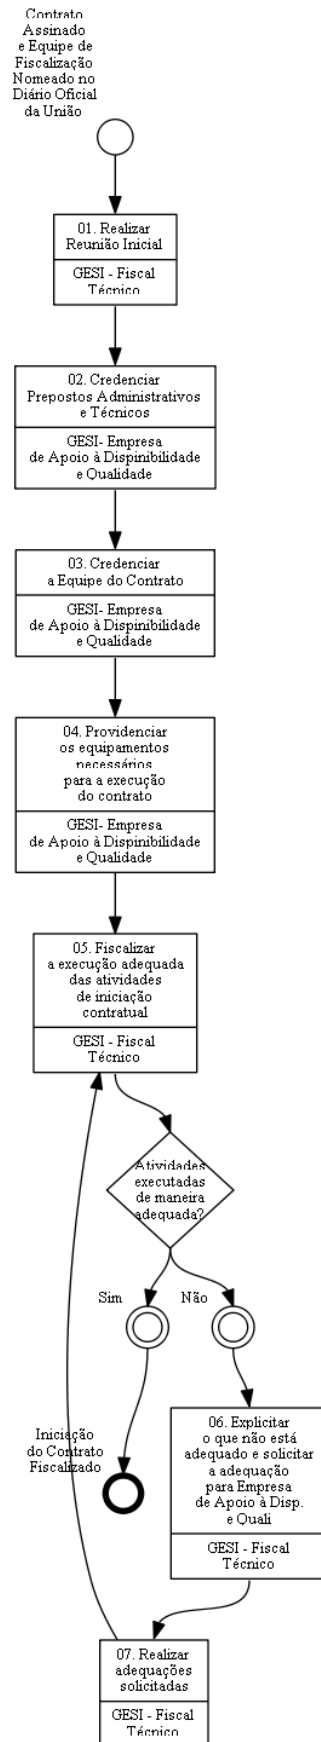 Contrato
Assinado
e Equipe de
Fiscalização
Nomeado no
Diário Oficial
da União
01. Realizar
Reunião Inicial
GESI - Fiscal
Técnico
02. Credenciar
Prepostos Administrativos
e Técnicos
GESI- Empresa
de Apoio à Dispinibilidade
e Qualidade
03. Credenciar
a Equipe do Contrato
GESI- Empresa
de Apoio à Dispinibilidade
e Qualidade
04. Providenciar
os equipamentos
necessários
para a execução
do contrato
GESI- Empresa
de Apoio à Dispinibilidade
e Qualidade
05. Fiscalizar
a execução adequada
das atividades
de iniciação
contratual
GESI - Fiscal
Técnico
Atividades
executadas
de maneira
adequada?
Sim
Não
Iniciação
do Contrato
Fiscalizado
06. Explicitar
o que não está
adequado e solicitar
a adequação
para Empresa
de Apoio à Disp.
e Quali
GESI - Fiscal
Técnico
07. Realizar
adequações
solicitadas
GESI - Fiscal
Técnico